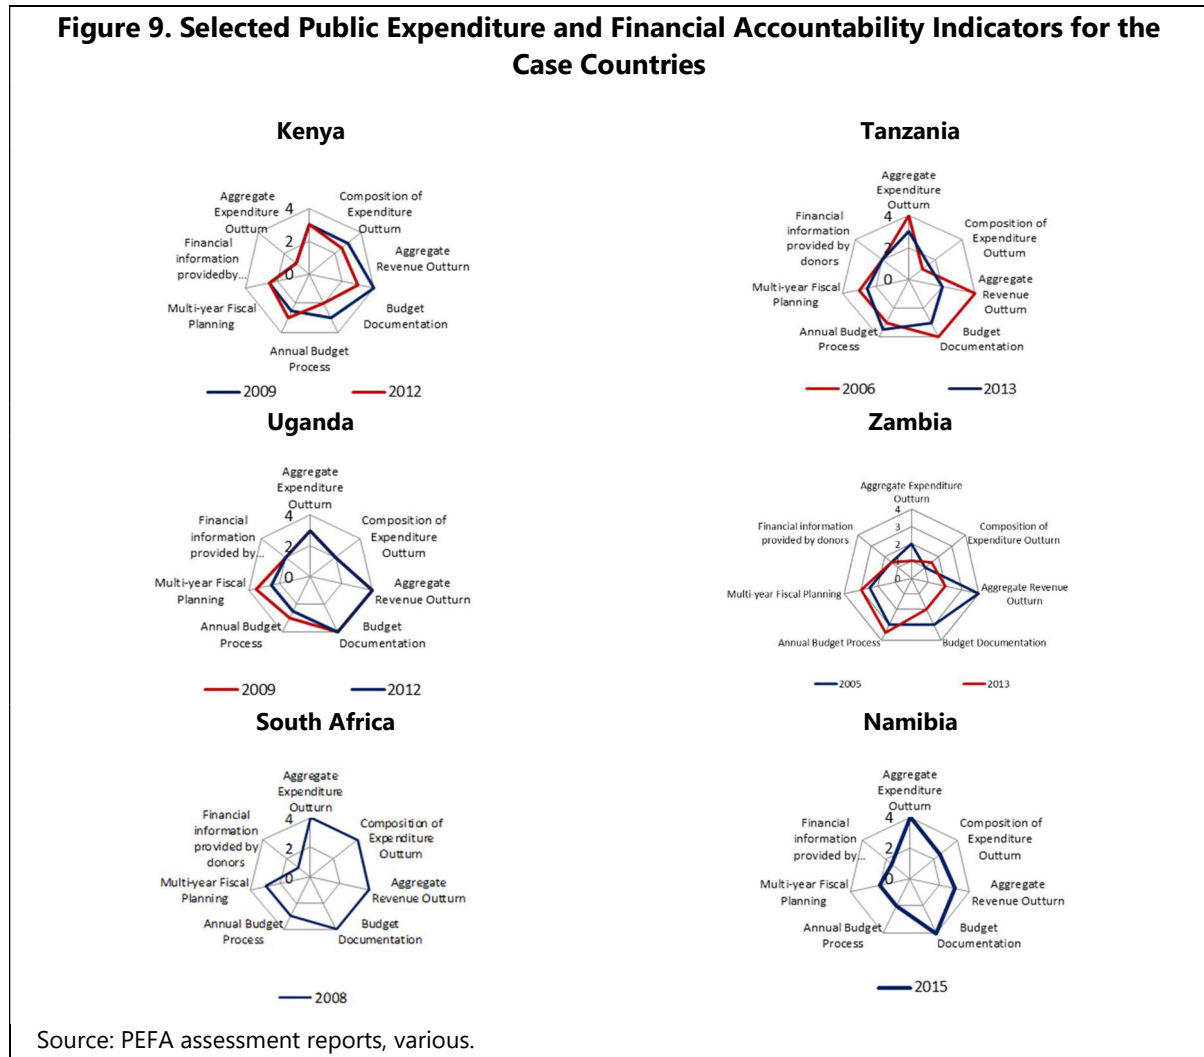 Figure 9. Selected Public Expenditure and Financial Accountability Indicators for the
Case Countries
Kenya
Aggregate
Expenditure
Outturn
Composition of
Expenditure
Outturn
Aggregate
Revenue Outturn
Budget
Documentation
Annual Budget
Process
Multi-year Fiscal
Planning
Financial
information
providedby...
4
2
0
2009
2012
Tanzania
Aggregate
Expenditure
Outturn
Composition of
Expenditure
Outturn
Aggregate
Revenue
Outturn
Budget
Documentation
Annual Budget
Process
Multi-year Fiscal
Planning
Financial
information
provided by
donors
4
2
0
2006
2013
Uganda
Aggregate
Expenditure
Outturn
Composition of
Expenditure
Outturn
Aggregate
Revenue Outturn
Budget
Documentation
Annual Budget
Process
Multi-year Fiscal
Planning
Financial
information
provided by...
4
2
0
2009
2012
Zambia
Aggregate Expenditure
Outturn
Composition of
Expenditure Outturn
Aggregate Revenue
Outturn
Budget Documentation
Annual Budget Process
Multi-year Fiscal Planning
Financial information
provided by donors
4
3
2
1
0
2005
2013
South Africa
Aggregate
Expenditure
Outturn
Composition of
Expenditure
Outturn
Aggregate
Revenue Outturn
Budget
Documentation
Annual Budget
Process
Multi-year Fiscal
Planning
Financial
information
provided by
donors
4
2
0
2008
Namibia
Aggregate
Expenditure
Outturn
Composition of
Expenditure
Outturn
Aggregate
Revenue Outturn
Budget
Documentation
Annual Budget
Process
Multi-year Fiscal
Planning
Financial
information
provided by...
4
2
0
2015
Source: PEFA assessment reports, various.